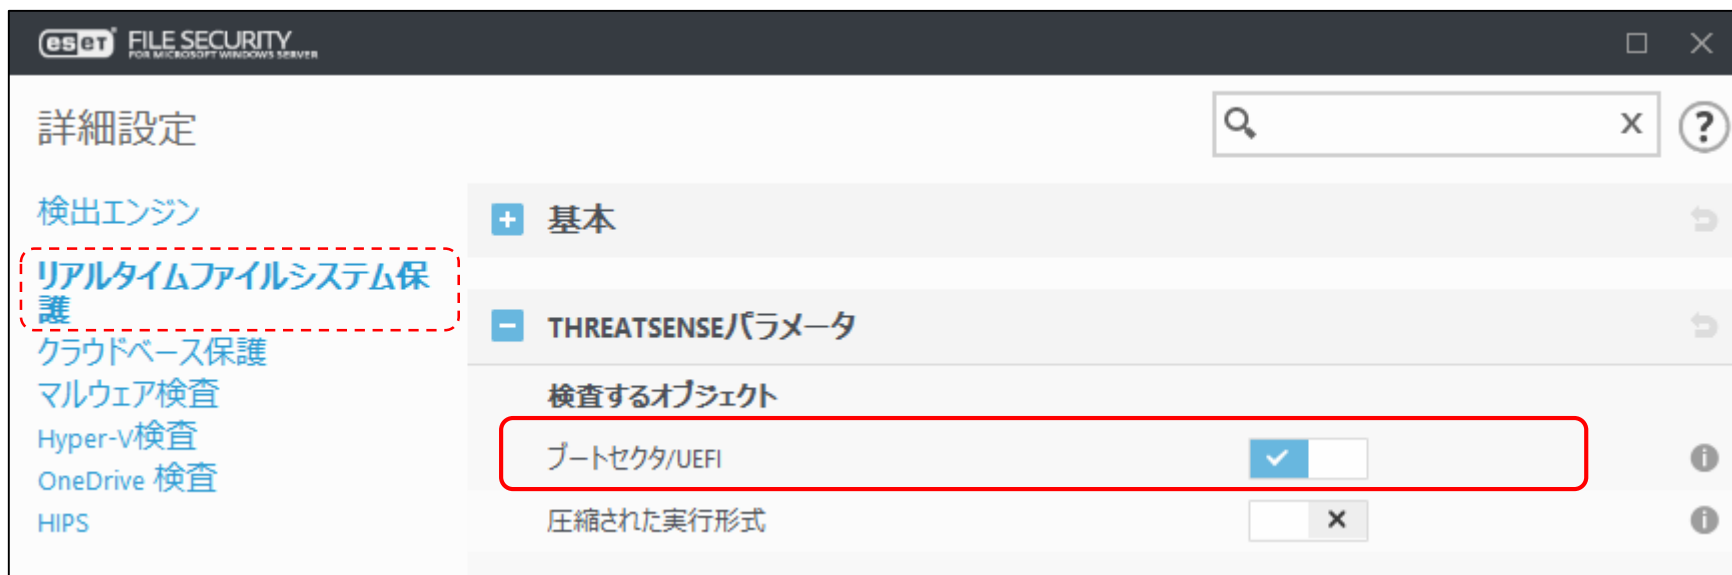 eset FILE SECURITY
FOR MICROSOFT WINDOWS SERVER
詳細設定
検出エンジン
リアルタイムファイルシステム保
護
クラウドベース保護
マルウェア検査
Hyper-V検査
OneDrive 検査
HIPS
基本
THREATSENSEパラメータ
検査するオブジェクト
ブートセクタ/UEFI
圧縮された実行形式